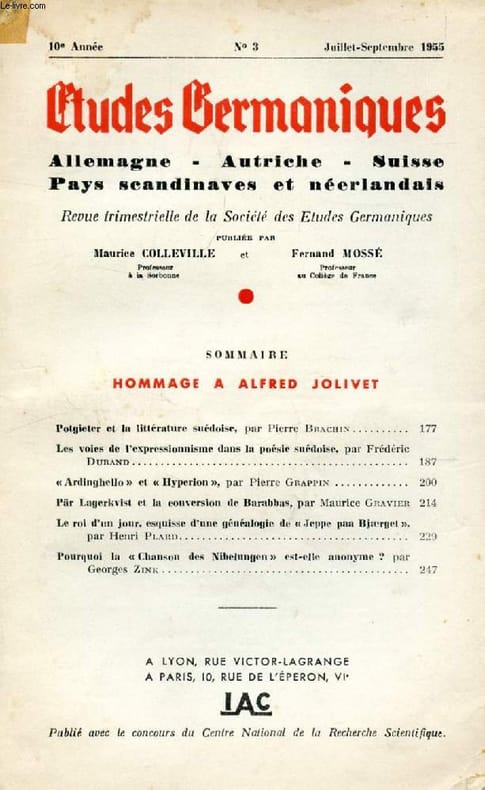 Le-livre.com
10e Année No 3 Juillet-Septembre 1955
Etudes Germaniques
Allemagne - Autriche - Suisse
Pays scandinaves et néerlandais
Revue trimestrielle de la Société des Etudes Germaniques
PUBLIÉE PAR
Maurice COLLEVILLE et Fernand MOSSÉ
Professeur Professeur
à la Sorbonne au Collège de France
SOMMAIRE
HOMMAGE A ALFRED JOLIVET
Potgieter et la littérature suédoise, par Pierre BRACHIN .......... 177
Les voies de l'expressionnisme dans la poésie suédoise, par Frédéric
DURAND ........................................ 187
« Ardinghello » et « Hyperion », par Pierre GRAPPIN ............ 200
Pär Lagerkvist et la conversion de Barabbas, par Maurice GRAVIER 214
Le roi d'un jour, esquisse d'une généalogie de « Jeppe paa Bjærget »,
par Henri PLARD ........................................ 229
Pourquoi la « Chanson des Nibelungen » est-elle anonyme ? par
Georges ZINK ........................................ 247
A LYON, RUE VICTOR-LAGRANGE
A PARIS, 10, RUE DE L'ÉPERON, VIe
IAC
Publié avec le concours du Centre National de la Recherche Scientifique.